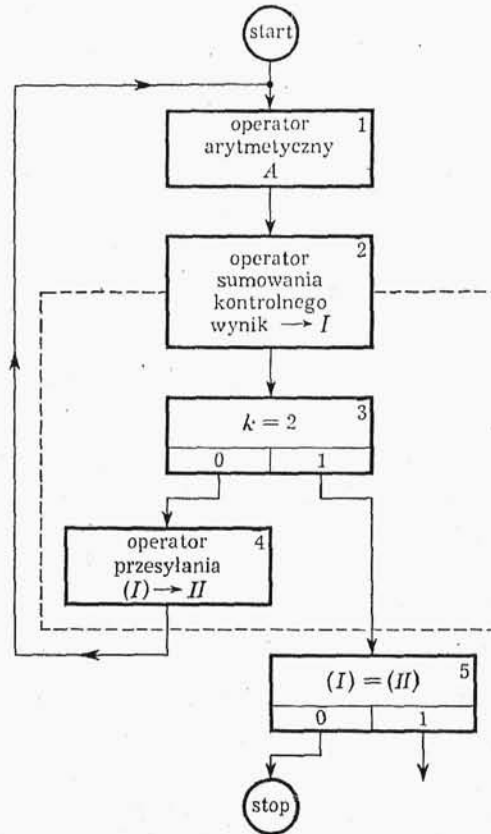 start
1
operator
arytmetyczny
A
2
operator
sumowania
kontrolnego
wynik → I
3
k = 2
0 1
4
operator
przesyłania
(I) → II
5
(I) = (II)
0 1
stop